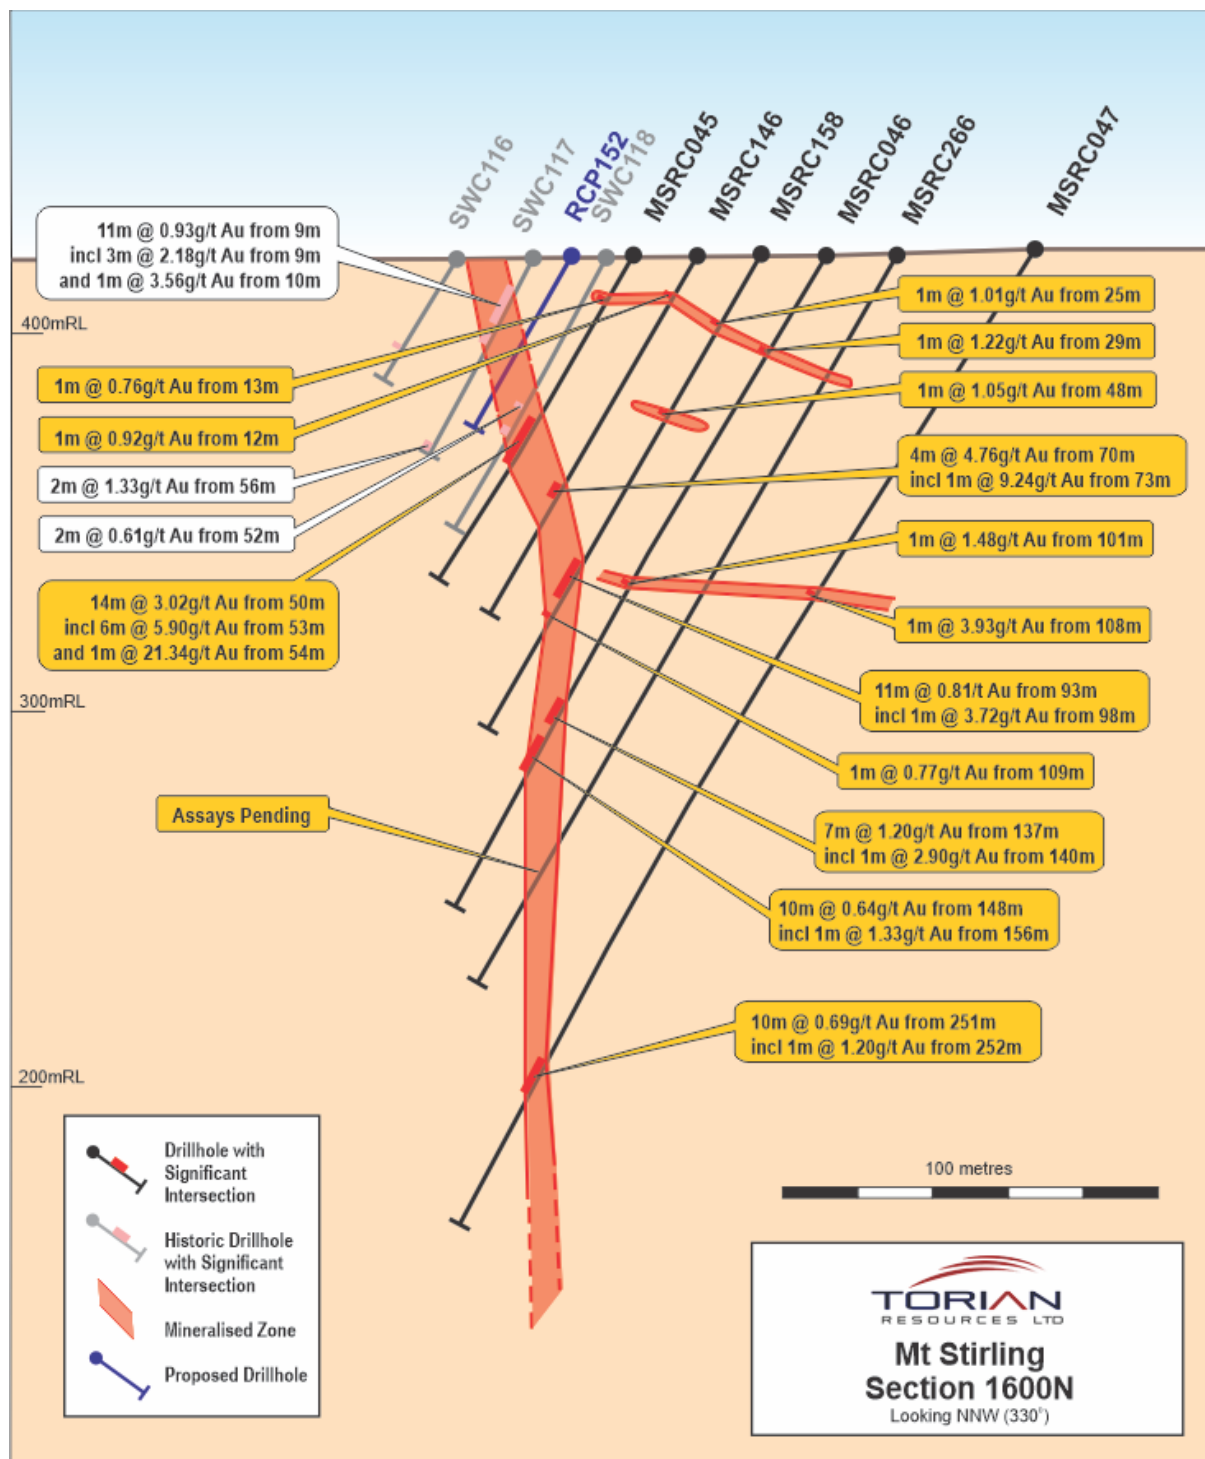 SWC116
SWC117
RCP152
SWC118
MSRC045
MSRC146
MSRC158
MSRC046
MSRC266
MSRC047
11m @ 0.93g/t Au from 9m
incl 3m @ 2.18g/t Au from 9m
and 1m @ 3.56g/t Au from 10m
400mRL
1m @ 0.76g/t Au from 13m
1m @ 0.92g/t Au from 12m
2m @ 1.33g/t Au from 56m
2m @ 0.61g/t Au from 52m
14m @ 3.02g/t Au from 50m
incl 6m @ 5.90g/t Au from 53m
and 1m @ 21.34g/t Au from 54m
300mRL
Assays Pending
200mRL
1m @ 1.01g/t Au from 25m
1m @ 1.22g/t Au from 29m
1m @ 1.05g/t Au from 48m
4m @ 4.76g/t Au from 70m
incl 1m @ 9.24g/t Au from 73m
1m @ 1.48g/t Au from 101m
1m @ 3.93g/t Au from 108m
11m @ 0.81/t Au from 93m
incl 1m @ 3.72g/t Au from 98m
1m @ 0.77g/t Au from 109m
7m @ 1.20g/t Au from 137m
incl 1m @ 2.90g/t Au from 140m
10m @ 0.64g/t Au from 148m
incl 1m @ 1.33g/t Au from 156m
10m @ 0.69g/t Au from 251m
incl 1m @ 1.20g/t Au from 252m
Drillhole with
Significant
Intersection
Historic Drillhole
with Significant
Intersection
Mineralised Zone
Proposed Drillhole
100 metres
TORIAN
RESOURCES LTD
Mt Stirling
Section 1600N
Looking NNW (330°)